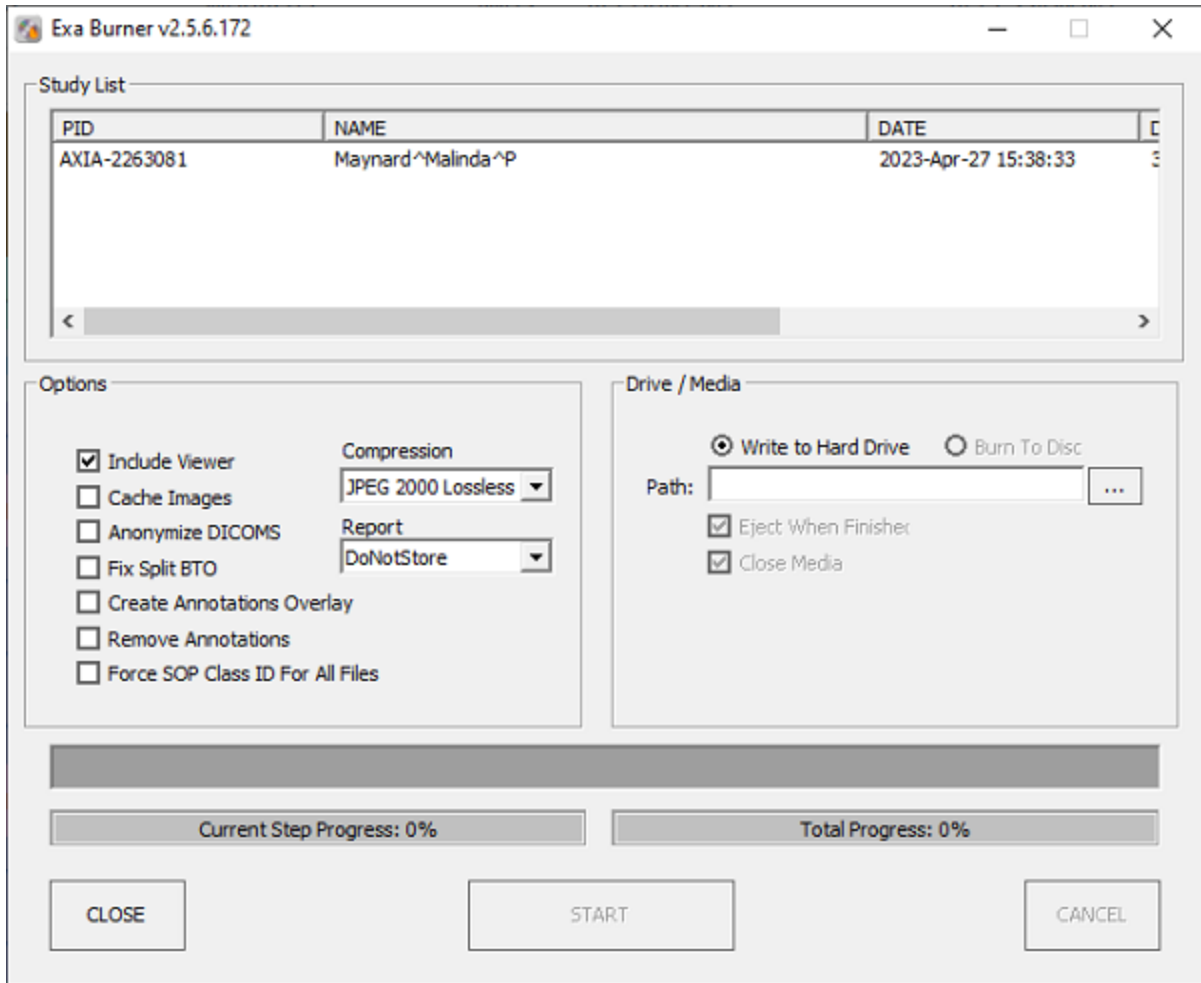 Exa Burner v2.5.6.172
Study List
PID NAME DATE
AXIA-2263081 Maynard^Malinda^P 2023-Apr-27 15:38:33
Options
Include Viewer
Cache Images
Anonymize DICOMS
Fix Split BTO
Create Annotations Overlay
Remove Annotations
Force SOP Class ID For All Files
Compression
JPEG 2000 Lossless
Report
DoNotStore
Drive / Media
Write to Hard Drive Burn To Disc
Path: ...
Eject When Finished
Close Media
Current Step Progress: 0% Total Progress: 0%
CLOSE START CANCEL